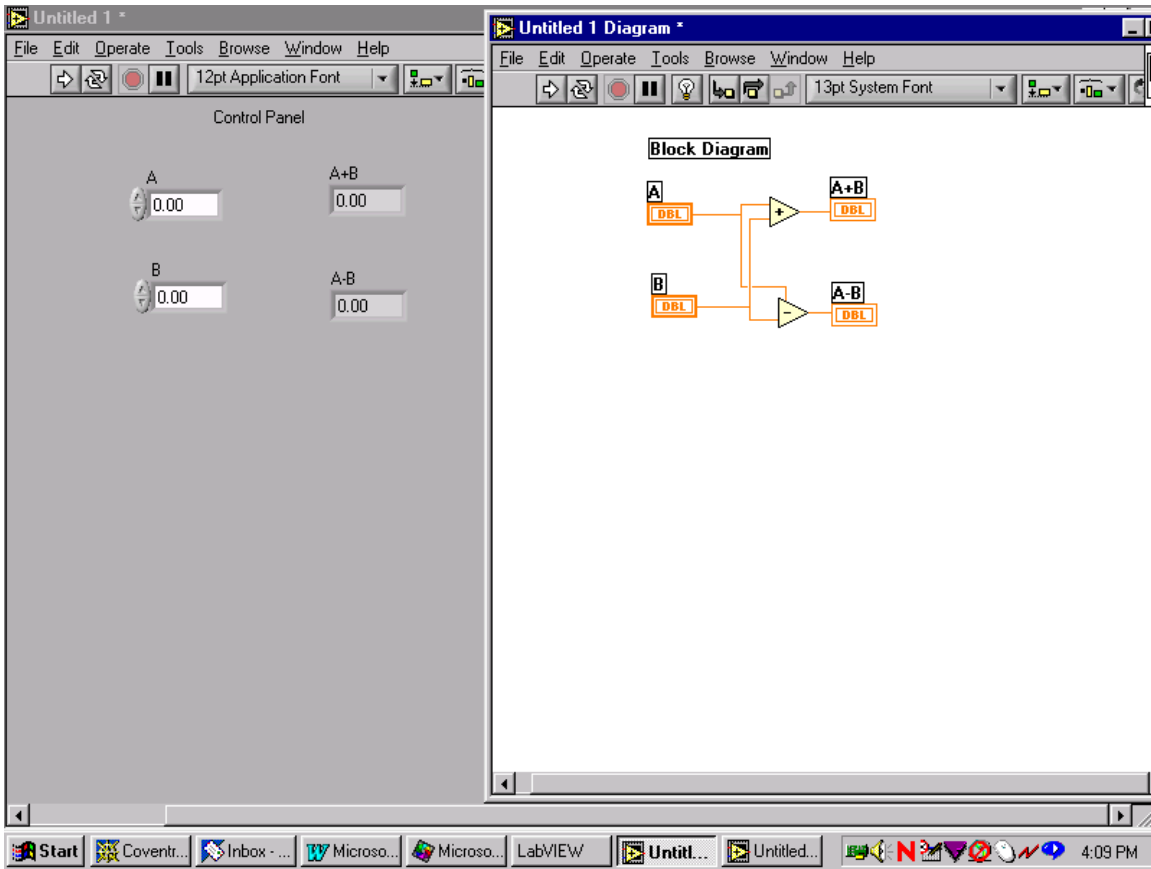 Untitled 1 *
File Edit Operate Tools Browse Window Help
12pt Application Font
Control Panel
A
0.00
A+B
0.00
B
0.00
A-B
0.00
Untitled 1 Diagram *
File Edit Operate Tools Browse Window Help
13pt System Font
Block Diagram
A
DBL
+
A+B
DBL
B
DBL
-
A-B
DBL
Start Coventr... Inbox - ... Microso... Microso... LabVIEW Untitl... Untitled... N 4:09 PM